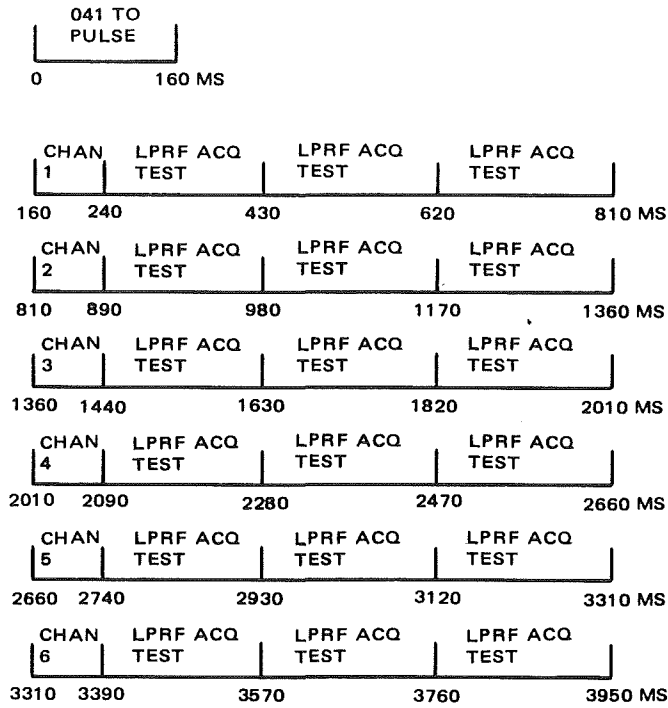 041 TO
PULSE
0 160 MS
CHAN LPRF ACQ LPRF ACQ LPRF ACQ
1 TEST TEST TEST
160 240 430 620 810 MS
CHAN LPRF ACQ LPRF ACQ LPRF ACQ
2 TEST TEST TEST
810 890 980 1170 1360 MS
CHAN LPRF ACQ LPRF ACQ LPRF ACQ
3 TEST TEST TEST
1360 1440 1630 1820 2010 MS
CHAN LPRF ACQ LPRF ACQ LPRF ACQ
4 TEST TEST TEST
2010 2090 2280 2470 2660 MS
CHAN LPRF ACQ LPRF ACQ LPRF ACQ
5 TEST TEST TEST
2660 2740 2930 3120 3310 MS
CHAN LPRF ACQ LPRF ACQ LPRF ACQ
6 TEST TEST TEST
3310 3390 3570 3760 3950 MS